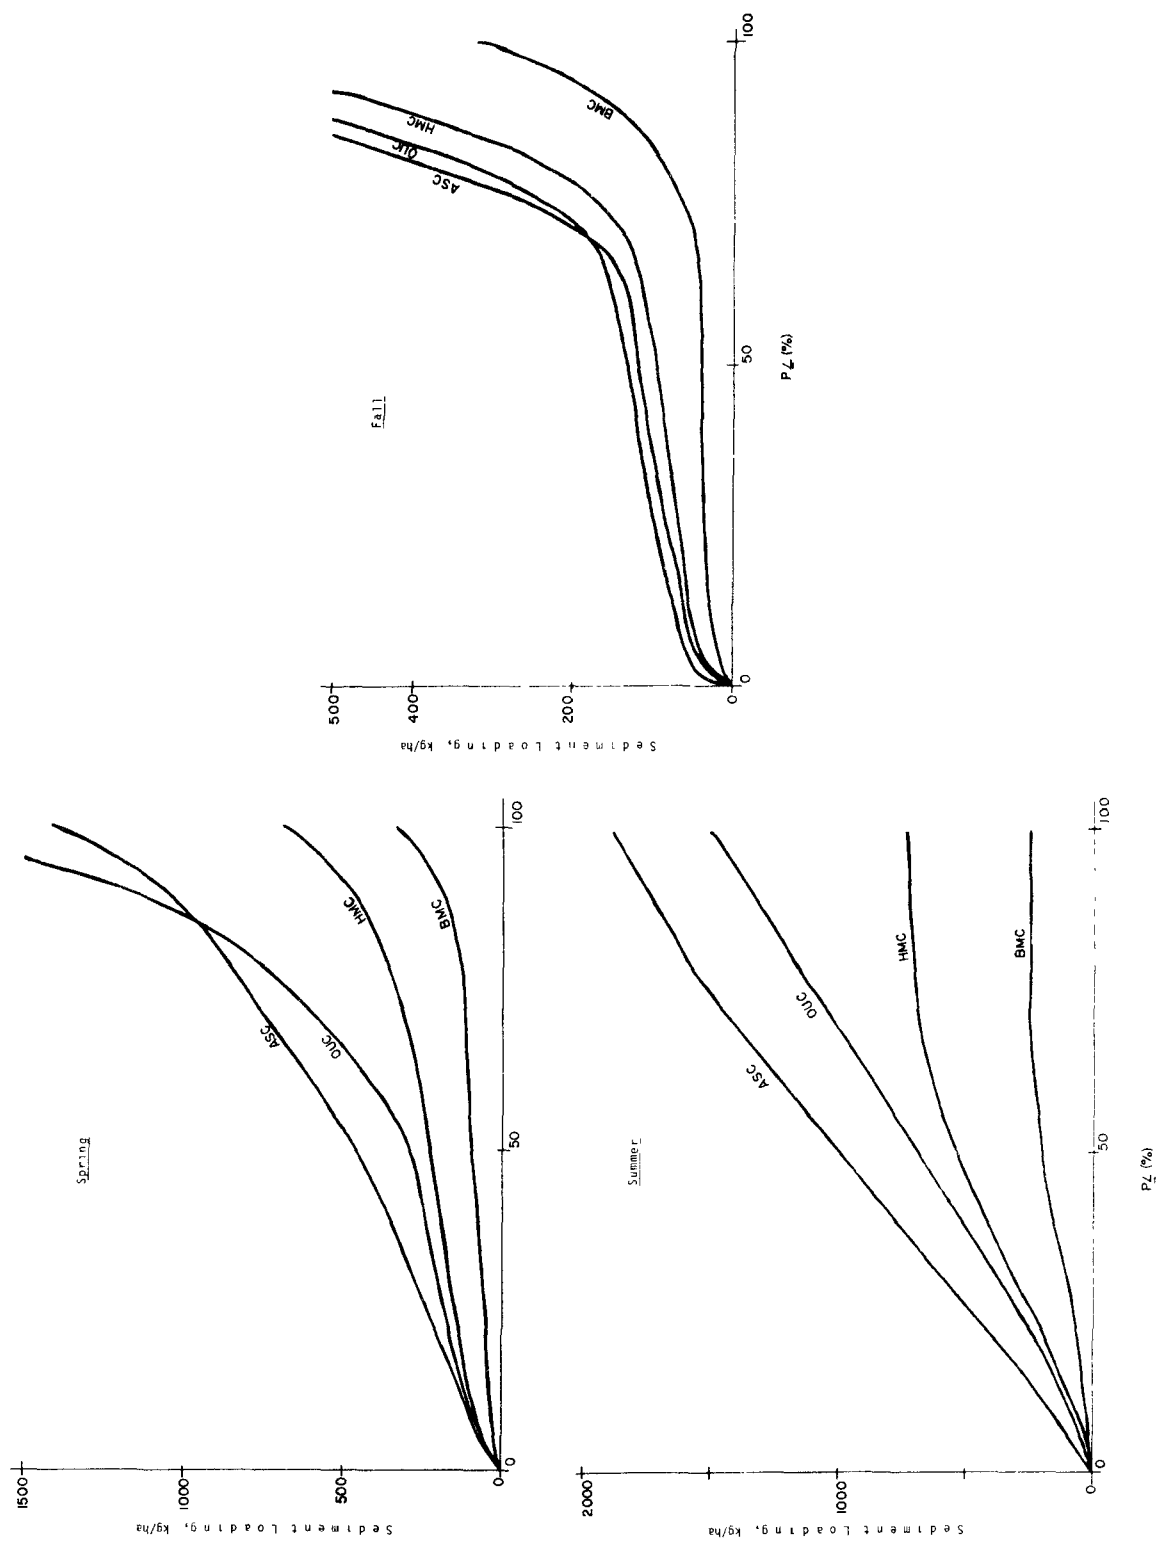 Spring
Sediment Loading, kg/ha
1500
1000
500
0
0
50
100
ASC
OUC
HMC
BMC
Fall
Sediment Loading, kg/ha
500
400
200
0
0
50
100
P∠ (%)
ASC
OUC
HMC
BMC
Summer
Sediment Loading, kg/ha
2000
1000
0
0
50
100
P∠ (%)
ASC
OUC
HMC
BMC